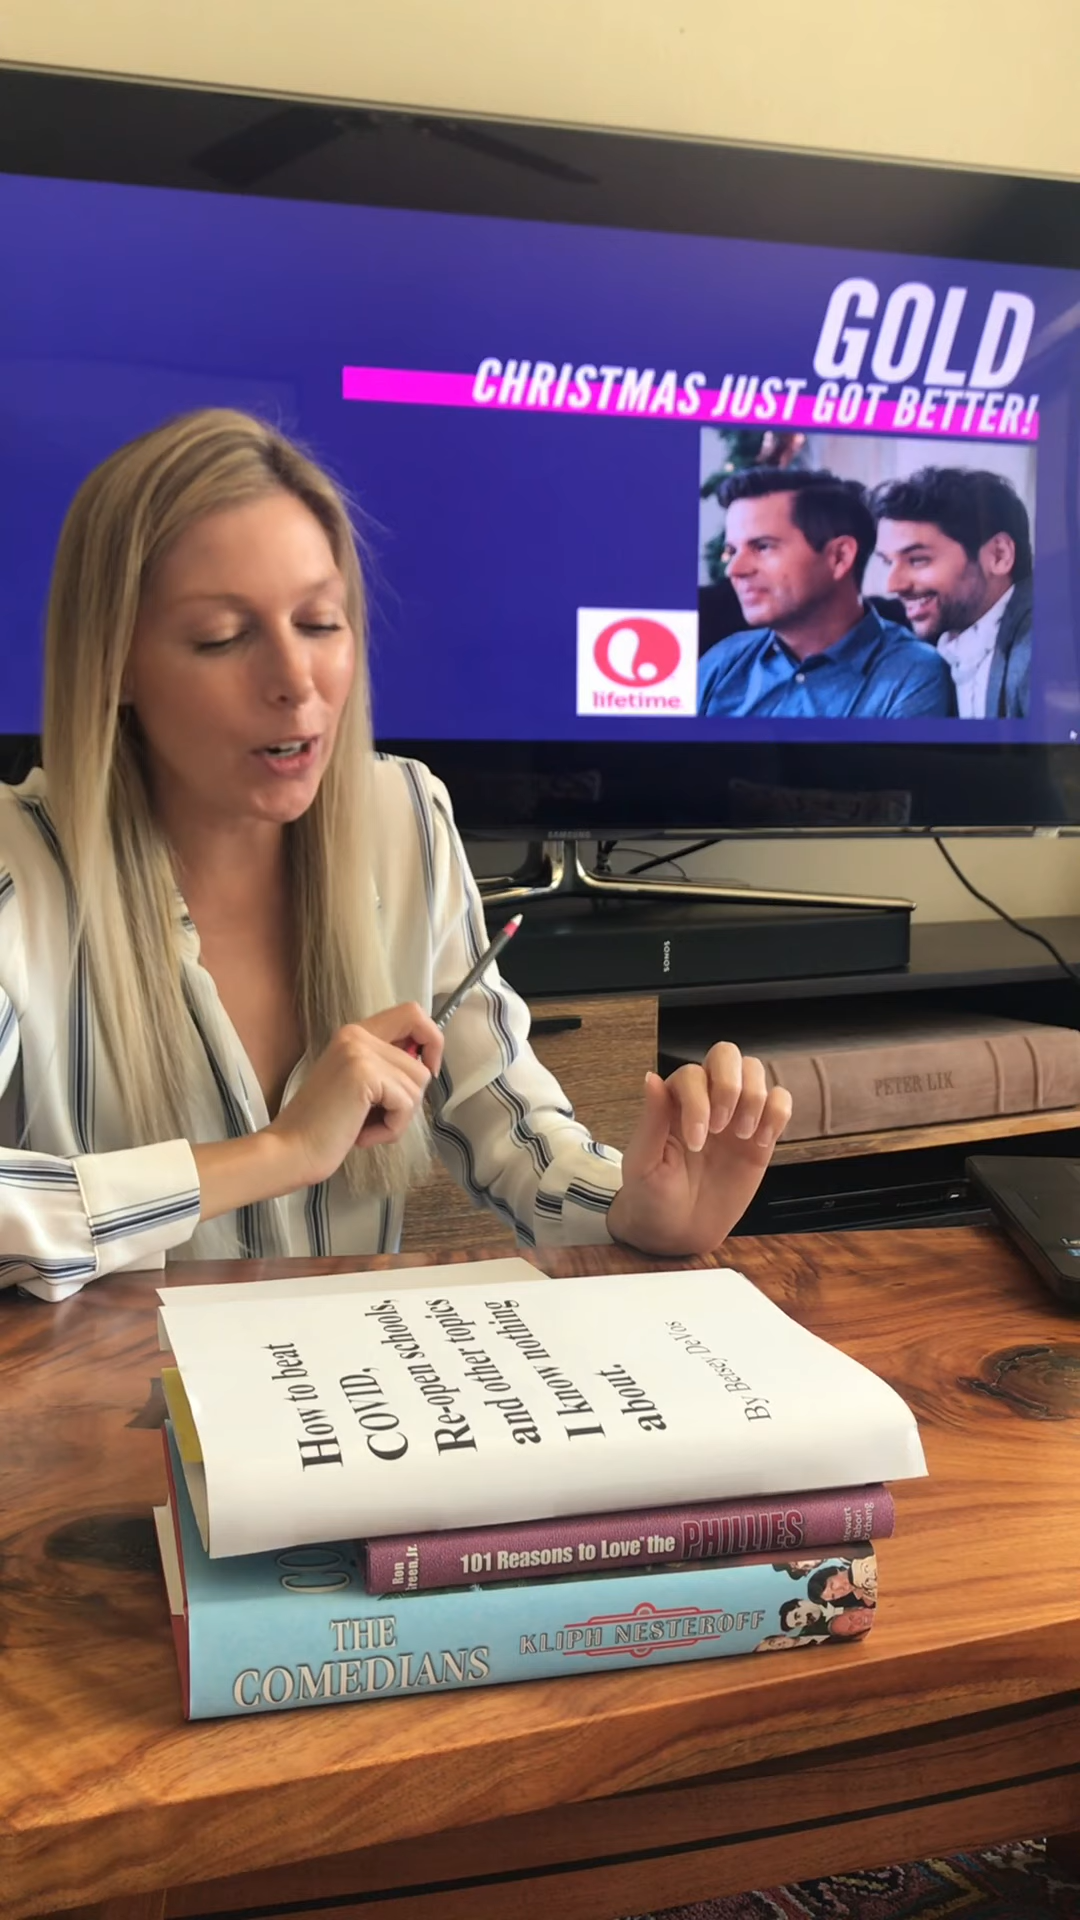 GOLD
CHRISTMAS JUST GOT BETTER!
lifetime
SAMSUNG
SONOS
PETER LIK
How to beat
COVID,
Re-open schools,
and other topics
I know nothing
about.
By Betsey DeVos
Ron
Green, Jr.
101 Reasons to Love the PHILLIES
CO
THE
COMEDIANS
KLIPH NESTEROFF